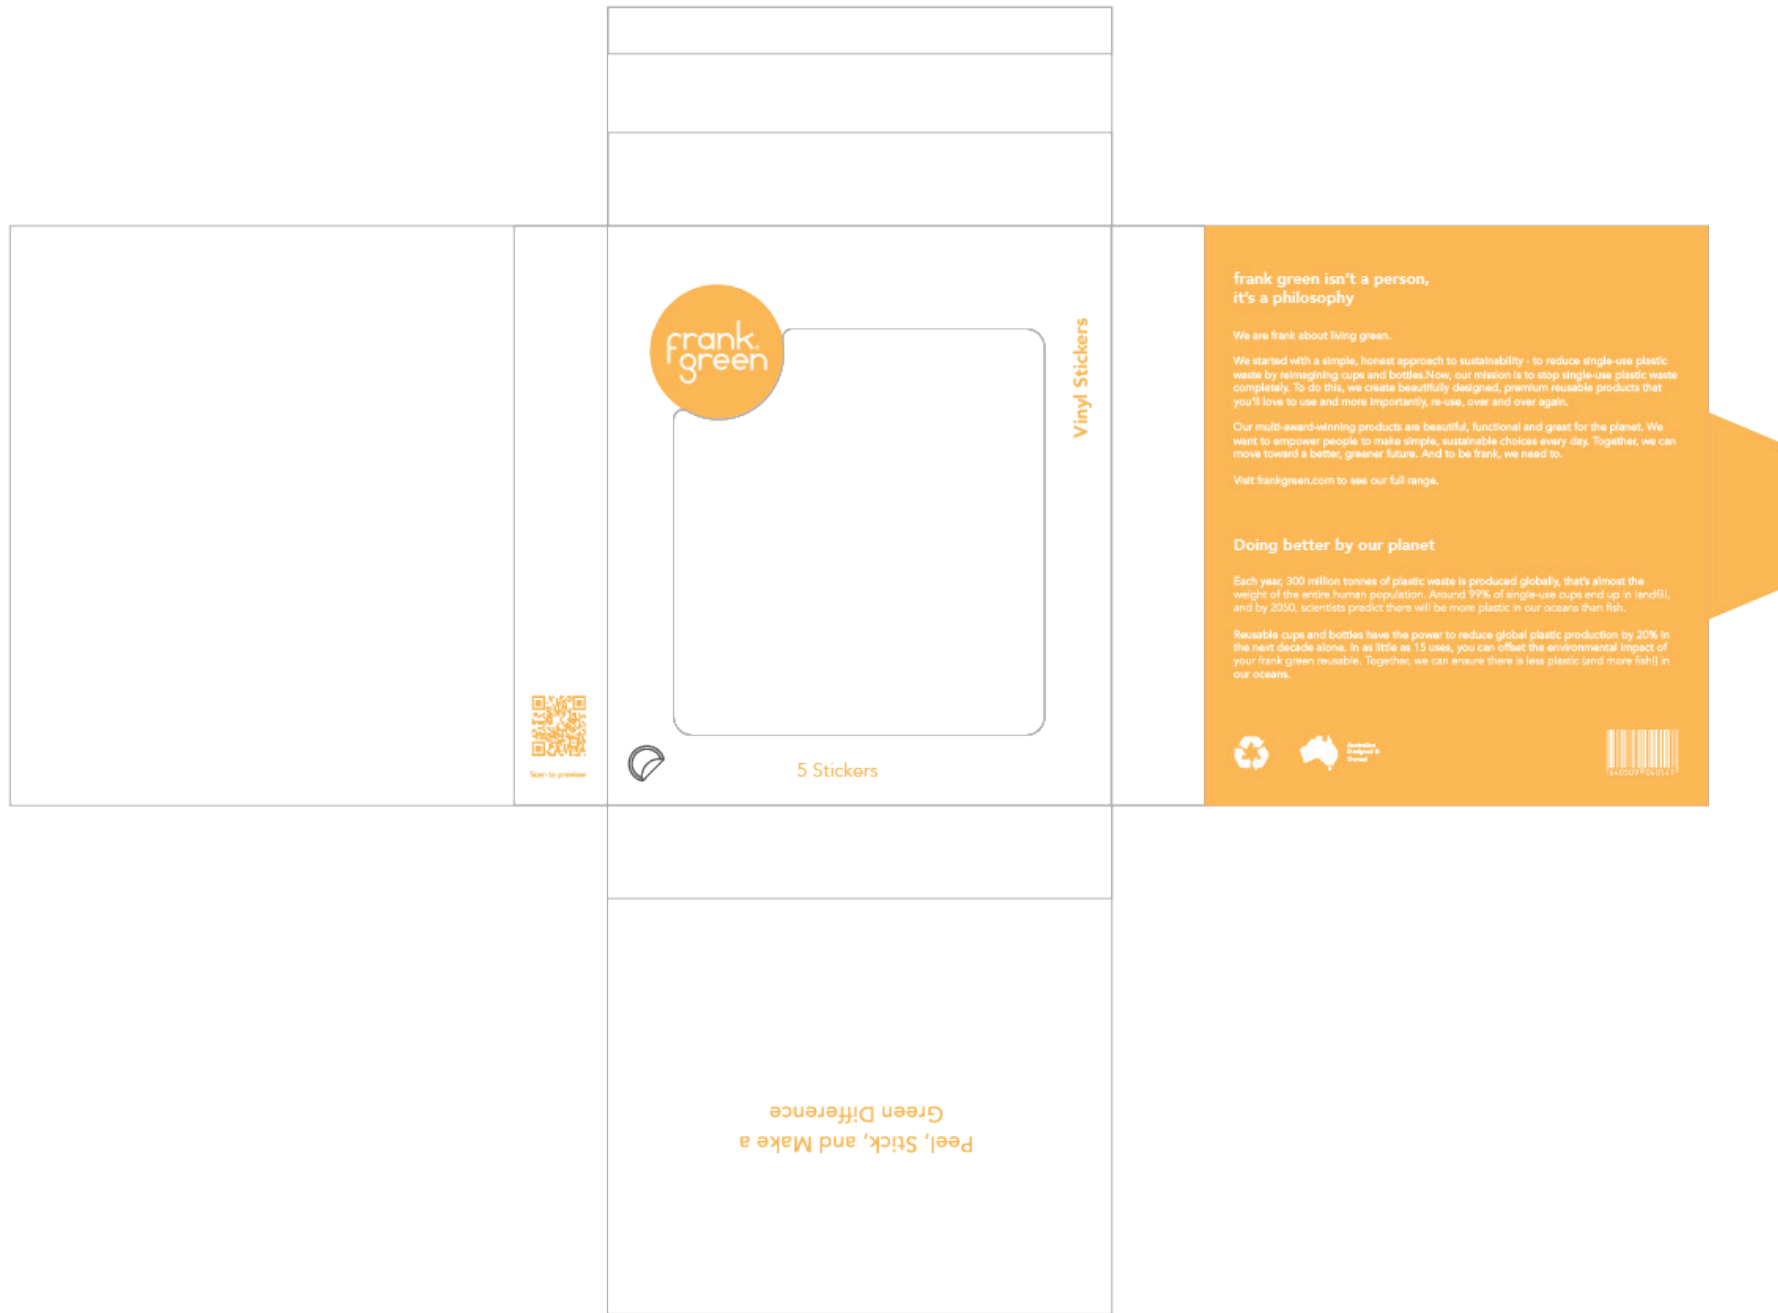 frank
green
Vinyl Stickers
5 Stickers
Scan to preview
frank green isn't a person,
it's a philosophy
We are frank about living green.
We started with a simple, honest approach to sustainability - to reduce single-use plastic
waste by reimagining cups and bottles.Now, our mission is to stop single-use plastic waste
completely. To do this, we create beautifully designed, premium reusable products that
you'll love to use and more importantly, re-use, over and over again.
Our multi-award-winning products are beautiful, functional and great for the planet. We
want to empower people to make simple, sustainable choices every day. Together, we can
move toward a better, greener future. And to be frank, we need to.
Visit frankgreen.com to see our full range.
Doing better by our planet
Each year, 300 million tonnes of plastic waste is produced globally, that's almost the
weight of the entire human population. Around 99% of single-use cups end up in landfill,
and by 2050, scientists predict there will be more plastic in our oceans than fish.
Reusable cups and bottles have the power to reduce global plastic production by 20% in
the next decade alone. In as little as 15 uses, you can offset the environmental impact of
your frank green reusable. Together, we can ensure there is less plastic (and more fish!) in
our oceans.
Australian
Designed &
Owned
Peel, Stick, and Make a
Green Difference